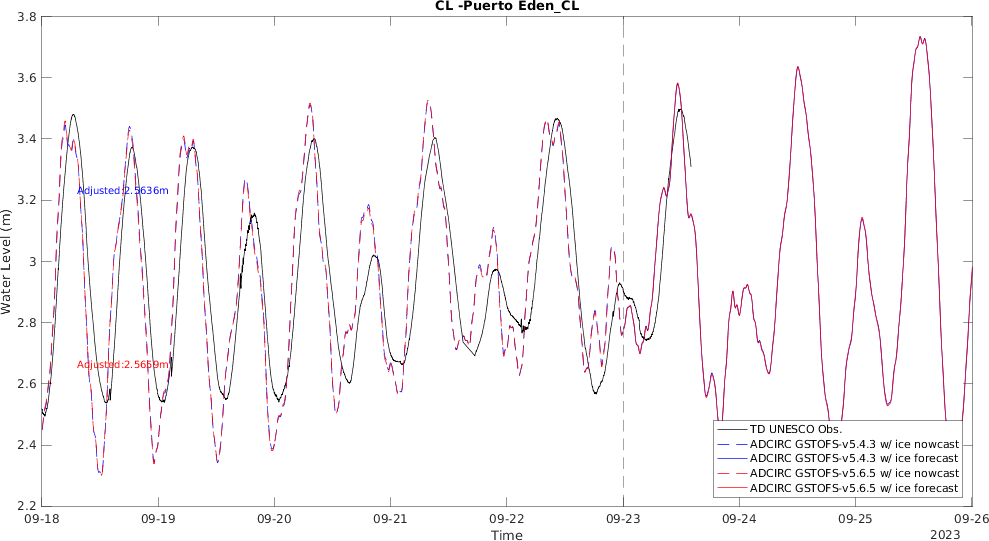 CL -Puerto Eden_CL
3.8
3.6
3.4
3.2
3
2.8
2.6
2.4
2.2
Water Level (m)
Adjusted:2.5636m
Adjusted:2.5659m
TD UNESCO Obs.
ADCIRC GSTOFS-v5.4.3 w/ ice nowcast
ADCIRC GSTOFS-v5.4.3 w/ ice forecast
ADCIRC GSTOFS-v5.6.5 w/ ice nowcast
ADCIRC GSTOFS-v5.6.5 w/ ice forecast
09-18 09-19 09-20 09-21 09-22 09-23 09-24 09-25 09-26
Time
2023